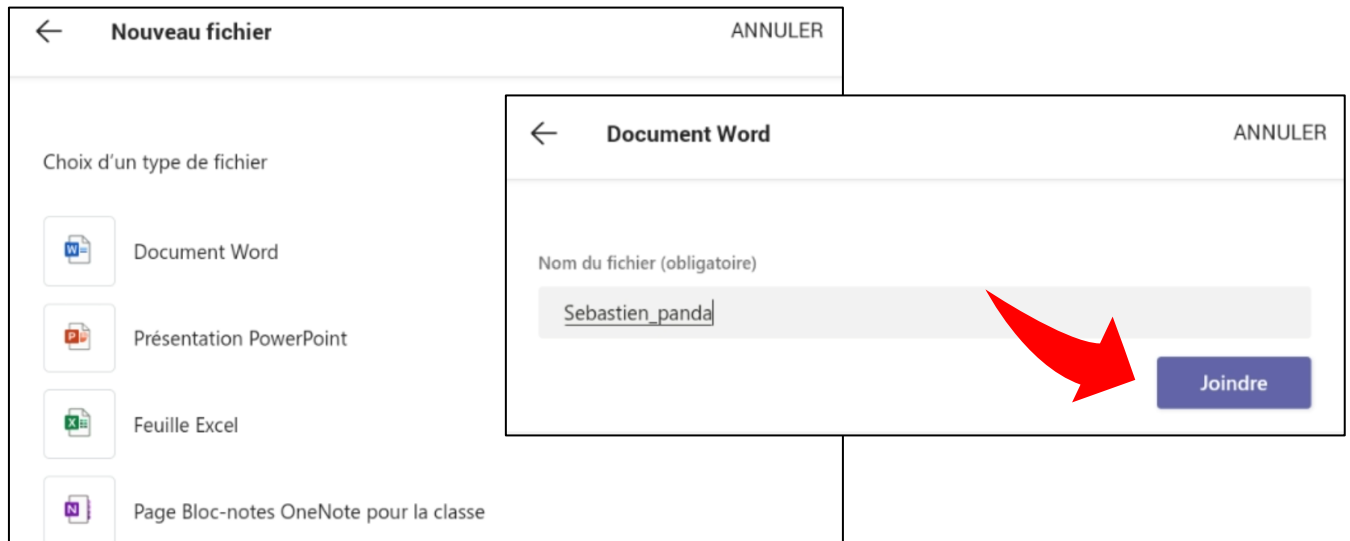 Nouveau fichier
ANNULER
Choix d'un type de fichier
Document Word
Présentation PowerPoint
Feuille Excel
Page Bloc-notes OneNote pour la classe
Document Word
ANNULER
Nom du fichier (obligatoire)
Sebastien_panda
Joindre